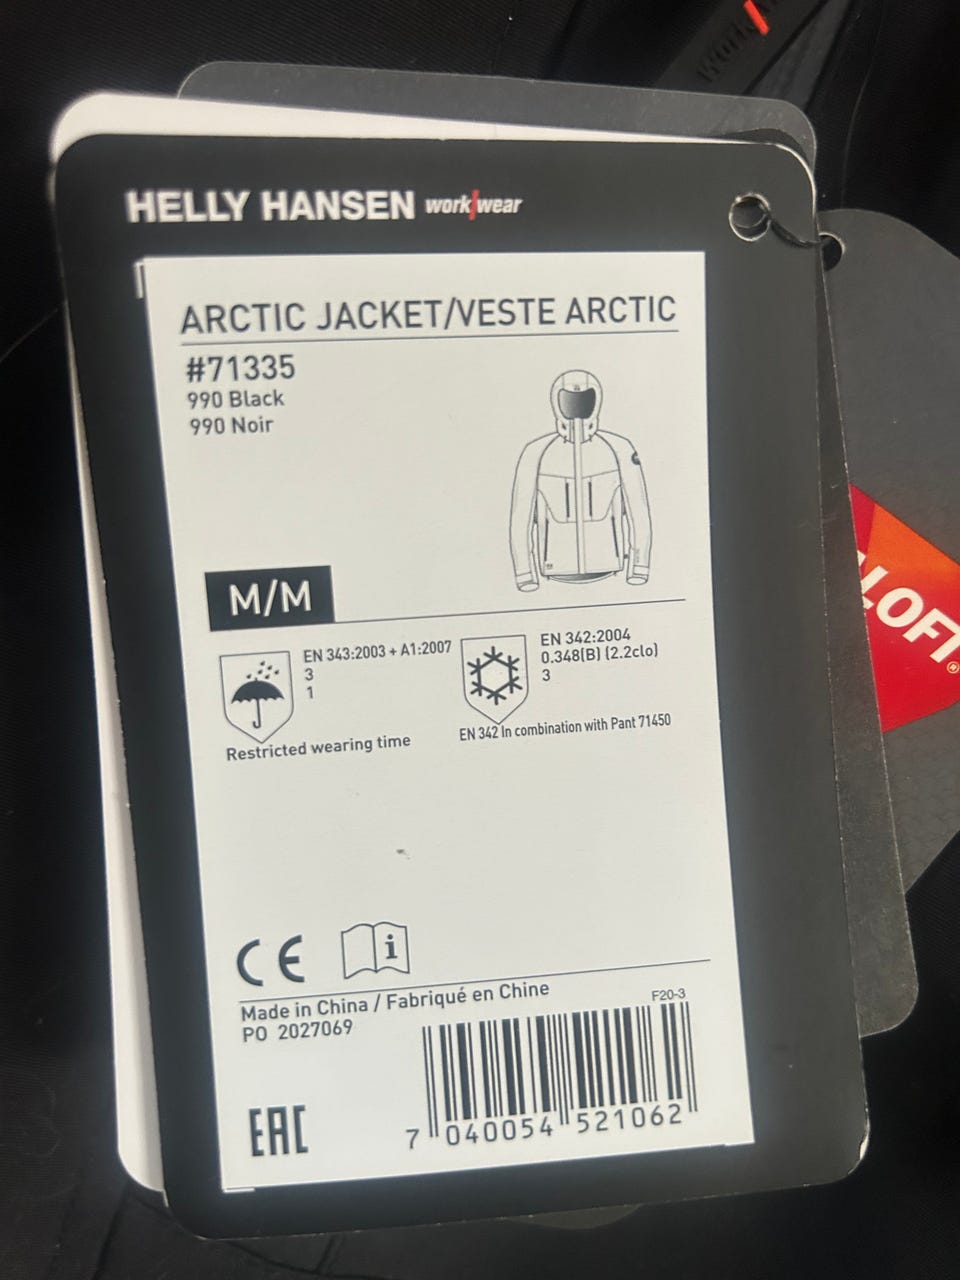 HELLY HANSEN work/wear
ARCTIC JACKET/VESTE ARCTIC
#71335
990 Black
990 Noir
M/M
EN 343:2003 + A1:2007
3
1
Restricted wearing time
EN 342:2004
0.348(B) (2.2clo)
3
EN 342 In combination with Pant 71450
CE
i
Made in China / Fabriqué en Chine
PO 2027069
F20-3
EAC
7 040054 521062
LOFT®